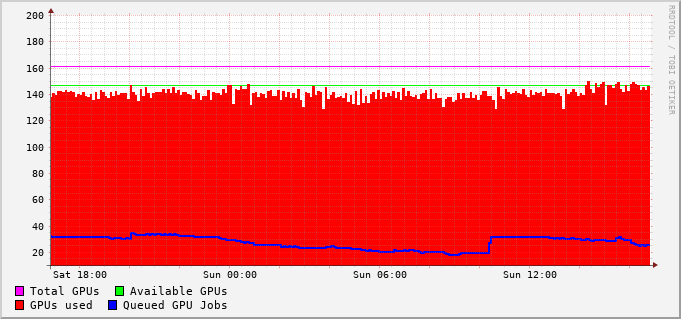 200
180
160
140
120
100
80
60
40
20
Sat 18:00 Sun 00:00 Sun 06:00 Sun 12:00
Total GPUs Available GPUs
GPUs used Queued GPU Jobs
RRDTOOL / TOBI OETIKER